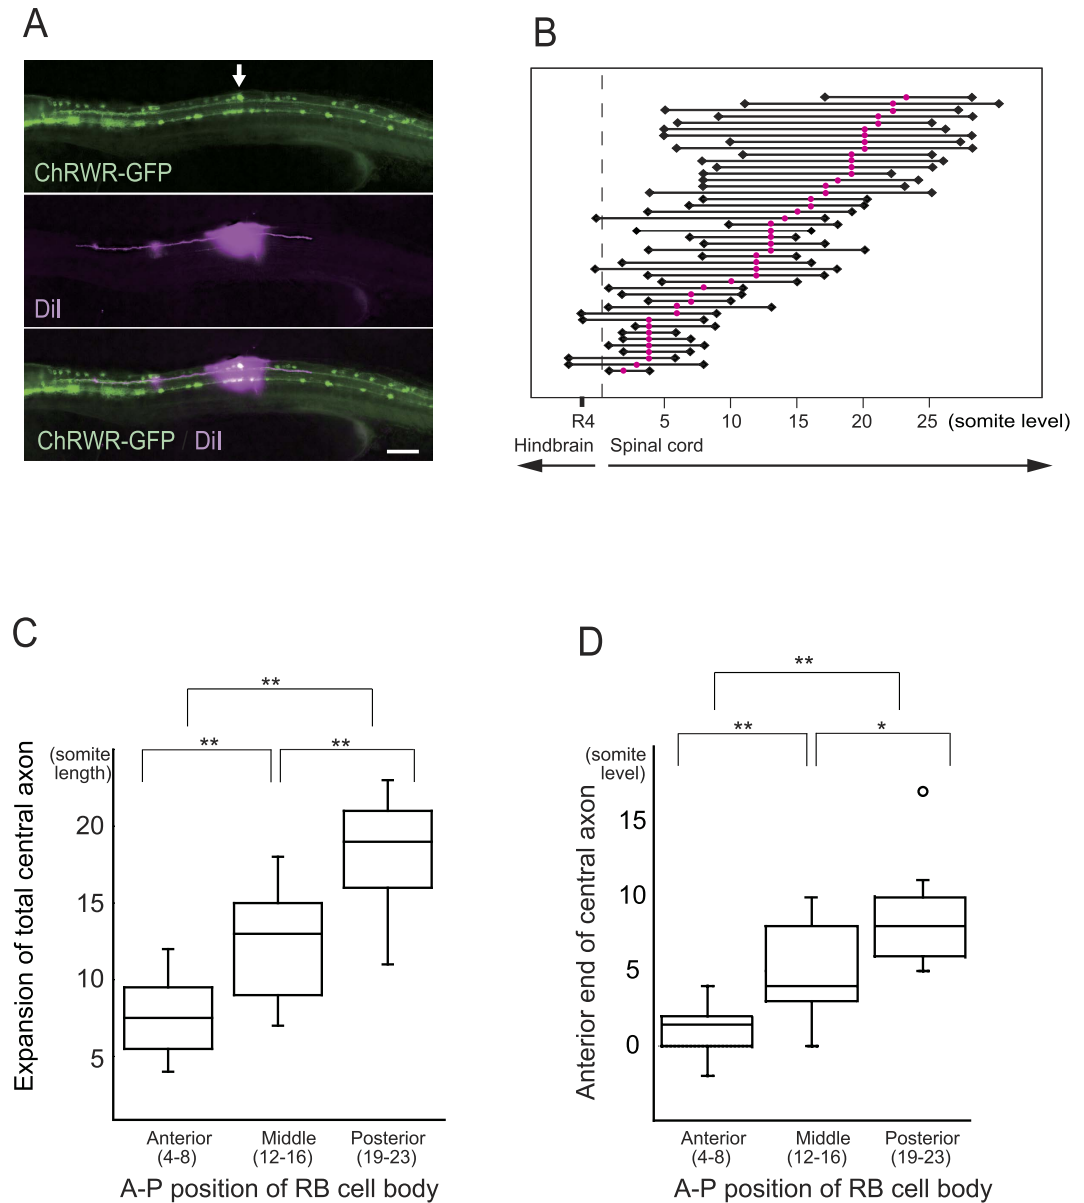 A
ChRWR-GFP
DiI
ChRWR-GFP / DiI
B
R4 5 10 15 20 25 (somite level)
Hindbrain Spinal cord
C
**
** **
(somite
length)
Expansion of total central axon
20
15
10
5
Anterior Middle Posterior
(4-8) (12-16) (19-23)
A-P position of RB cell body
D
**
** *
(somite
level)
Anterior end of central axon
15
10
5
0
Anterior Middle Posterior
(4-8) (12-16) (19-23)
A-P position of RB cell body